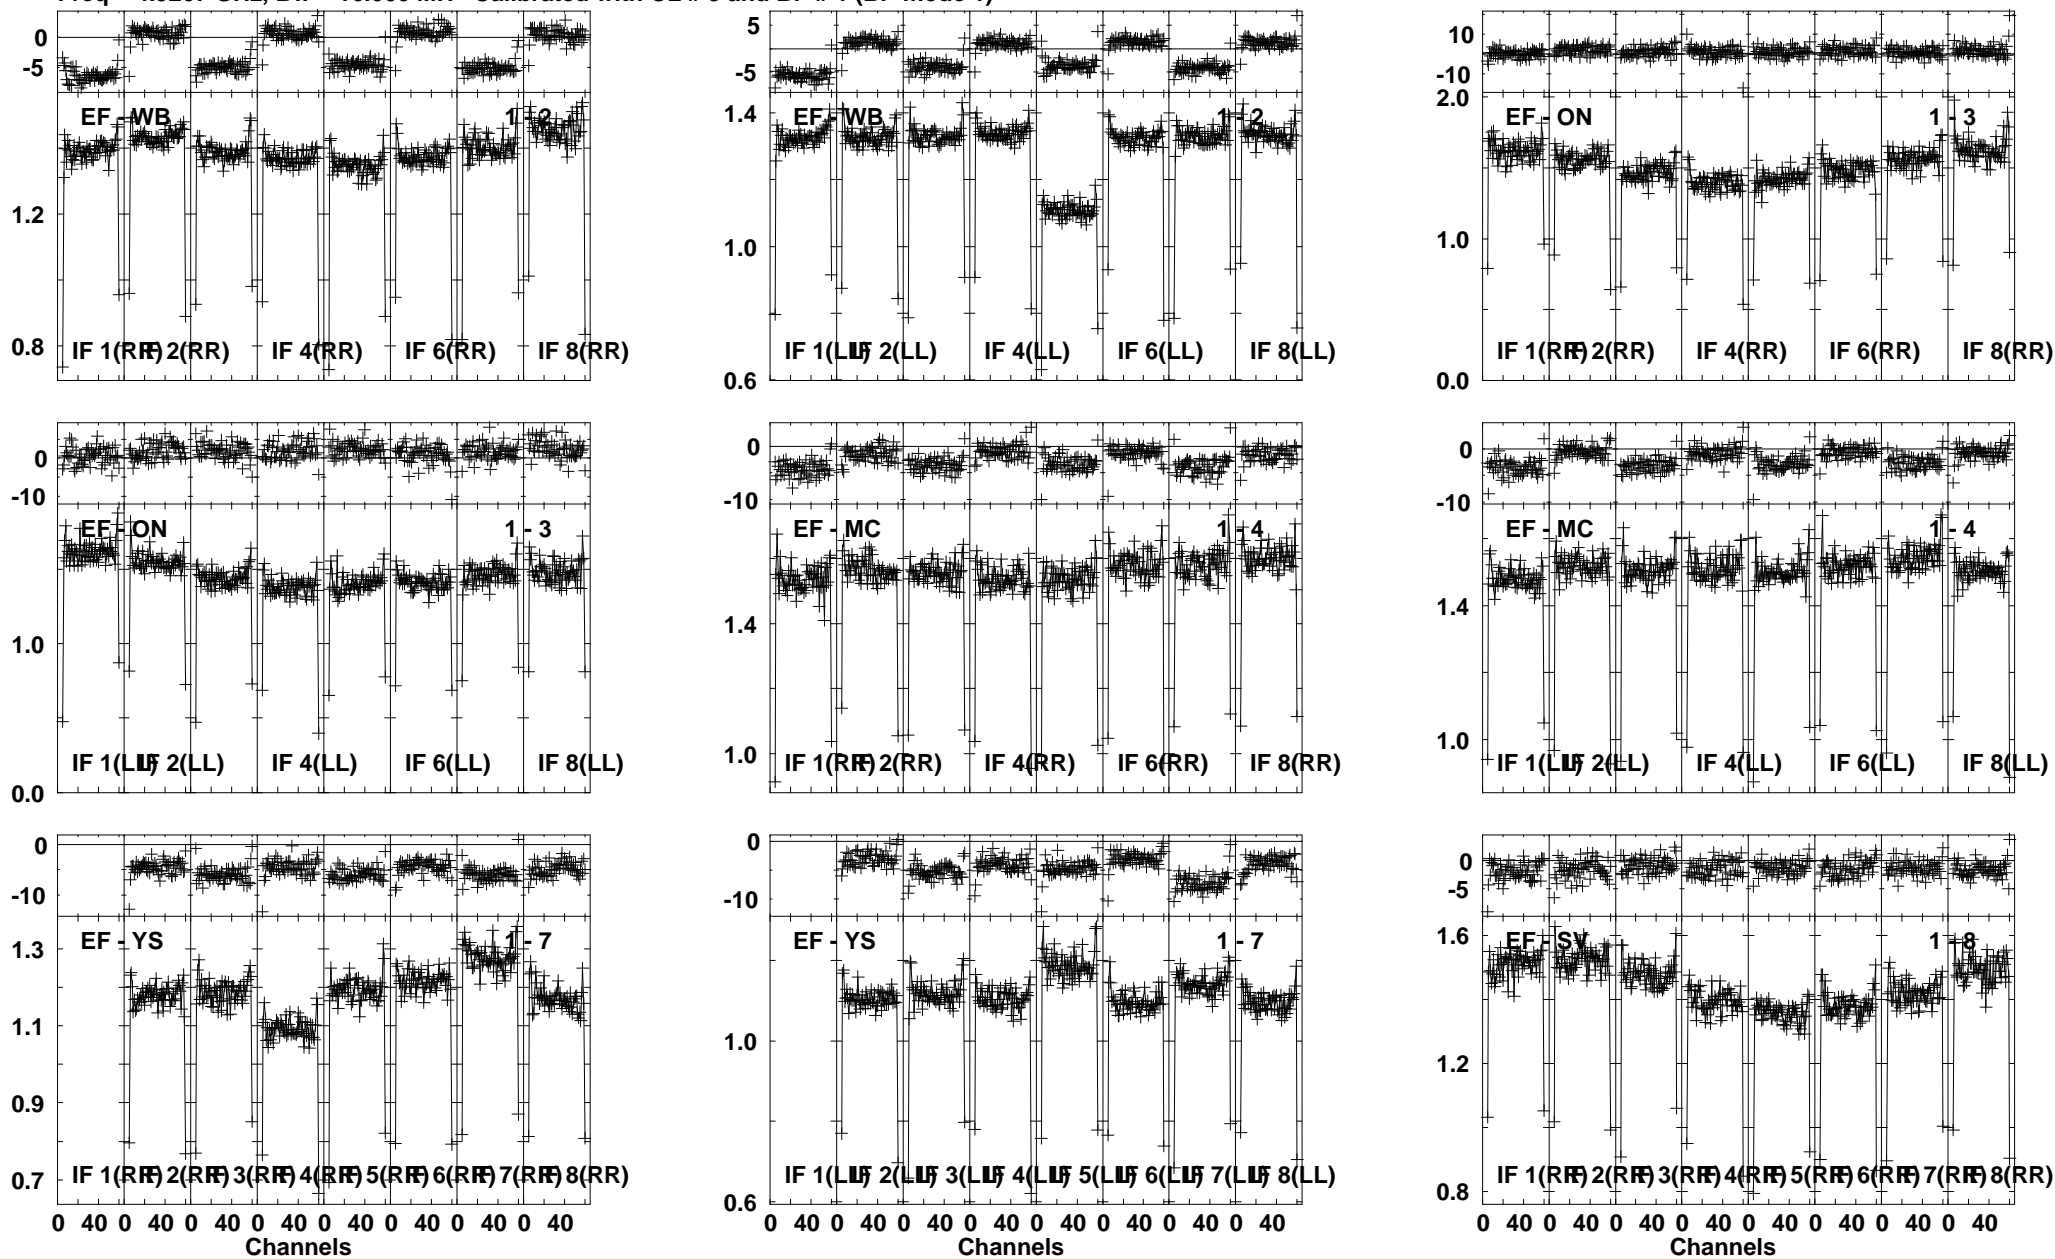 0
-5
EF - WB 1 - 2
1.2
0.8
IF 1(RR) IF 2(RR) IF 4(RR) IF 6(RR) IF 8(RR)
5
-5
1.4
EF - WB 1 - 2
1.0
0.6
IF 1(LL) IF 2(LL) IF 4(LL) IF 6(LL) IF 8(LL)
10
-10
2.0
EF - ON 1 - 3
1.0
0.0
IF 1(RR) IF 2(RR) IF 4(RR) IF 6(RR) IF 8(RR)
0
-10
EF - ON 1 - 3
1.0
IF 1(LL) IF 2(LL) IF 4(LL) IF 6(LL) IF 8(LL)
0.0
0
-10
EF - MC 1 - 4
1.4
1.0
IF 1(RR) IF 2(RR) IF 4(RR) IF 6(RR) IF 8(RR)
0
-10
EF - MC 1 - 4
1.4
1.0
IF 1(LL) IF 2(LL) IF 4(LL) IF 6(LL) IF 8(LL)
0
-10
EF - YS 1 - 7
1.3
1.1
0.9
0.7
IF 1(RR) IF 2(RR) IF 3(RR) IF 4(RR) IF 5(RR) IF 6(RR) IF 7(RR) IF 8(RR)
0 40 0 40 0 40 0 40 0 40 0 40 0 40 0 40
Channels
0
-10
EF - YS 1 - 7
1.0
0.6
IF 1(LL) IF 2(LL) IF 3(LL) IF 4(LL) IF 5(LL) IF 6(LL) IF 7(LL) IF 8(LL)
0 40 0 40 0 40 0 40 0 40 0 40 0 40 0 40
Channels
0
-5
1.6
EF - SV 1 - 8
1.2
0.8
IF 1(RR) IF 2(RR) IF 3(RR) IF 4(RR) IF 5(RR) IF 6(RR) IF 7(RR) IF 8(RR)
0 40 0 40 0 40 0 40 0 40 0 40 0 40 0 40
Channels